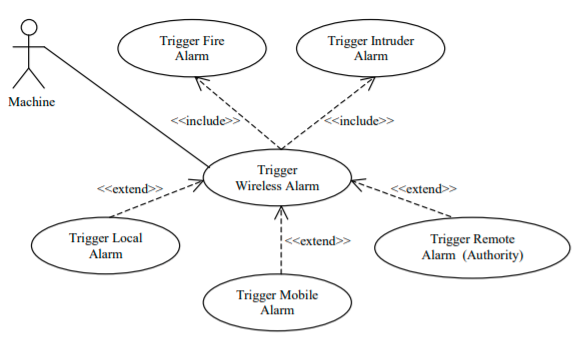 Trigger Fire
Alarm
Trigger Intruder
Alarm
Machine
<<include>>
<<include>>
Trigger
Wireless Alarm
<<extend>>
<<extend>>
Trigger Local
Alarm
<<extend>>
Trigger Remote
Alarm (Authority)
Trigger Mobile
Alarm